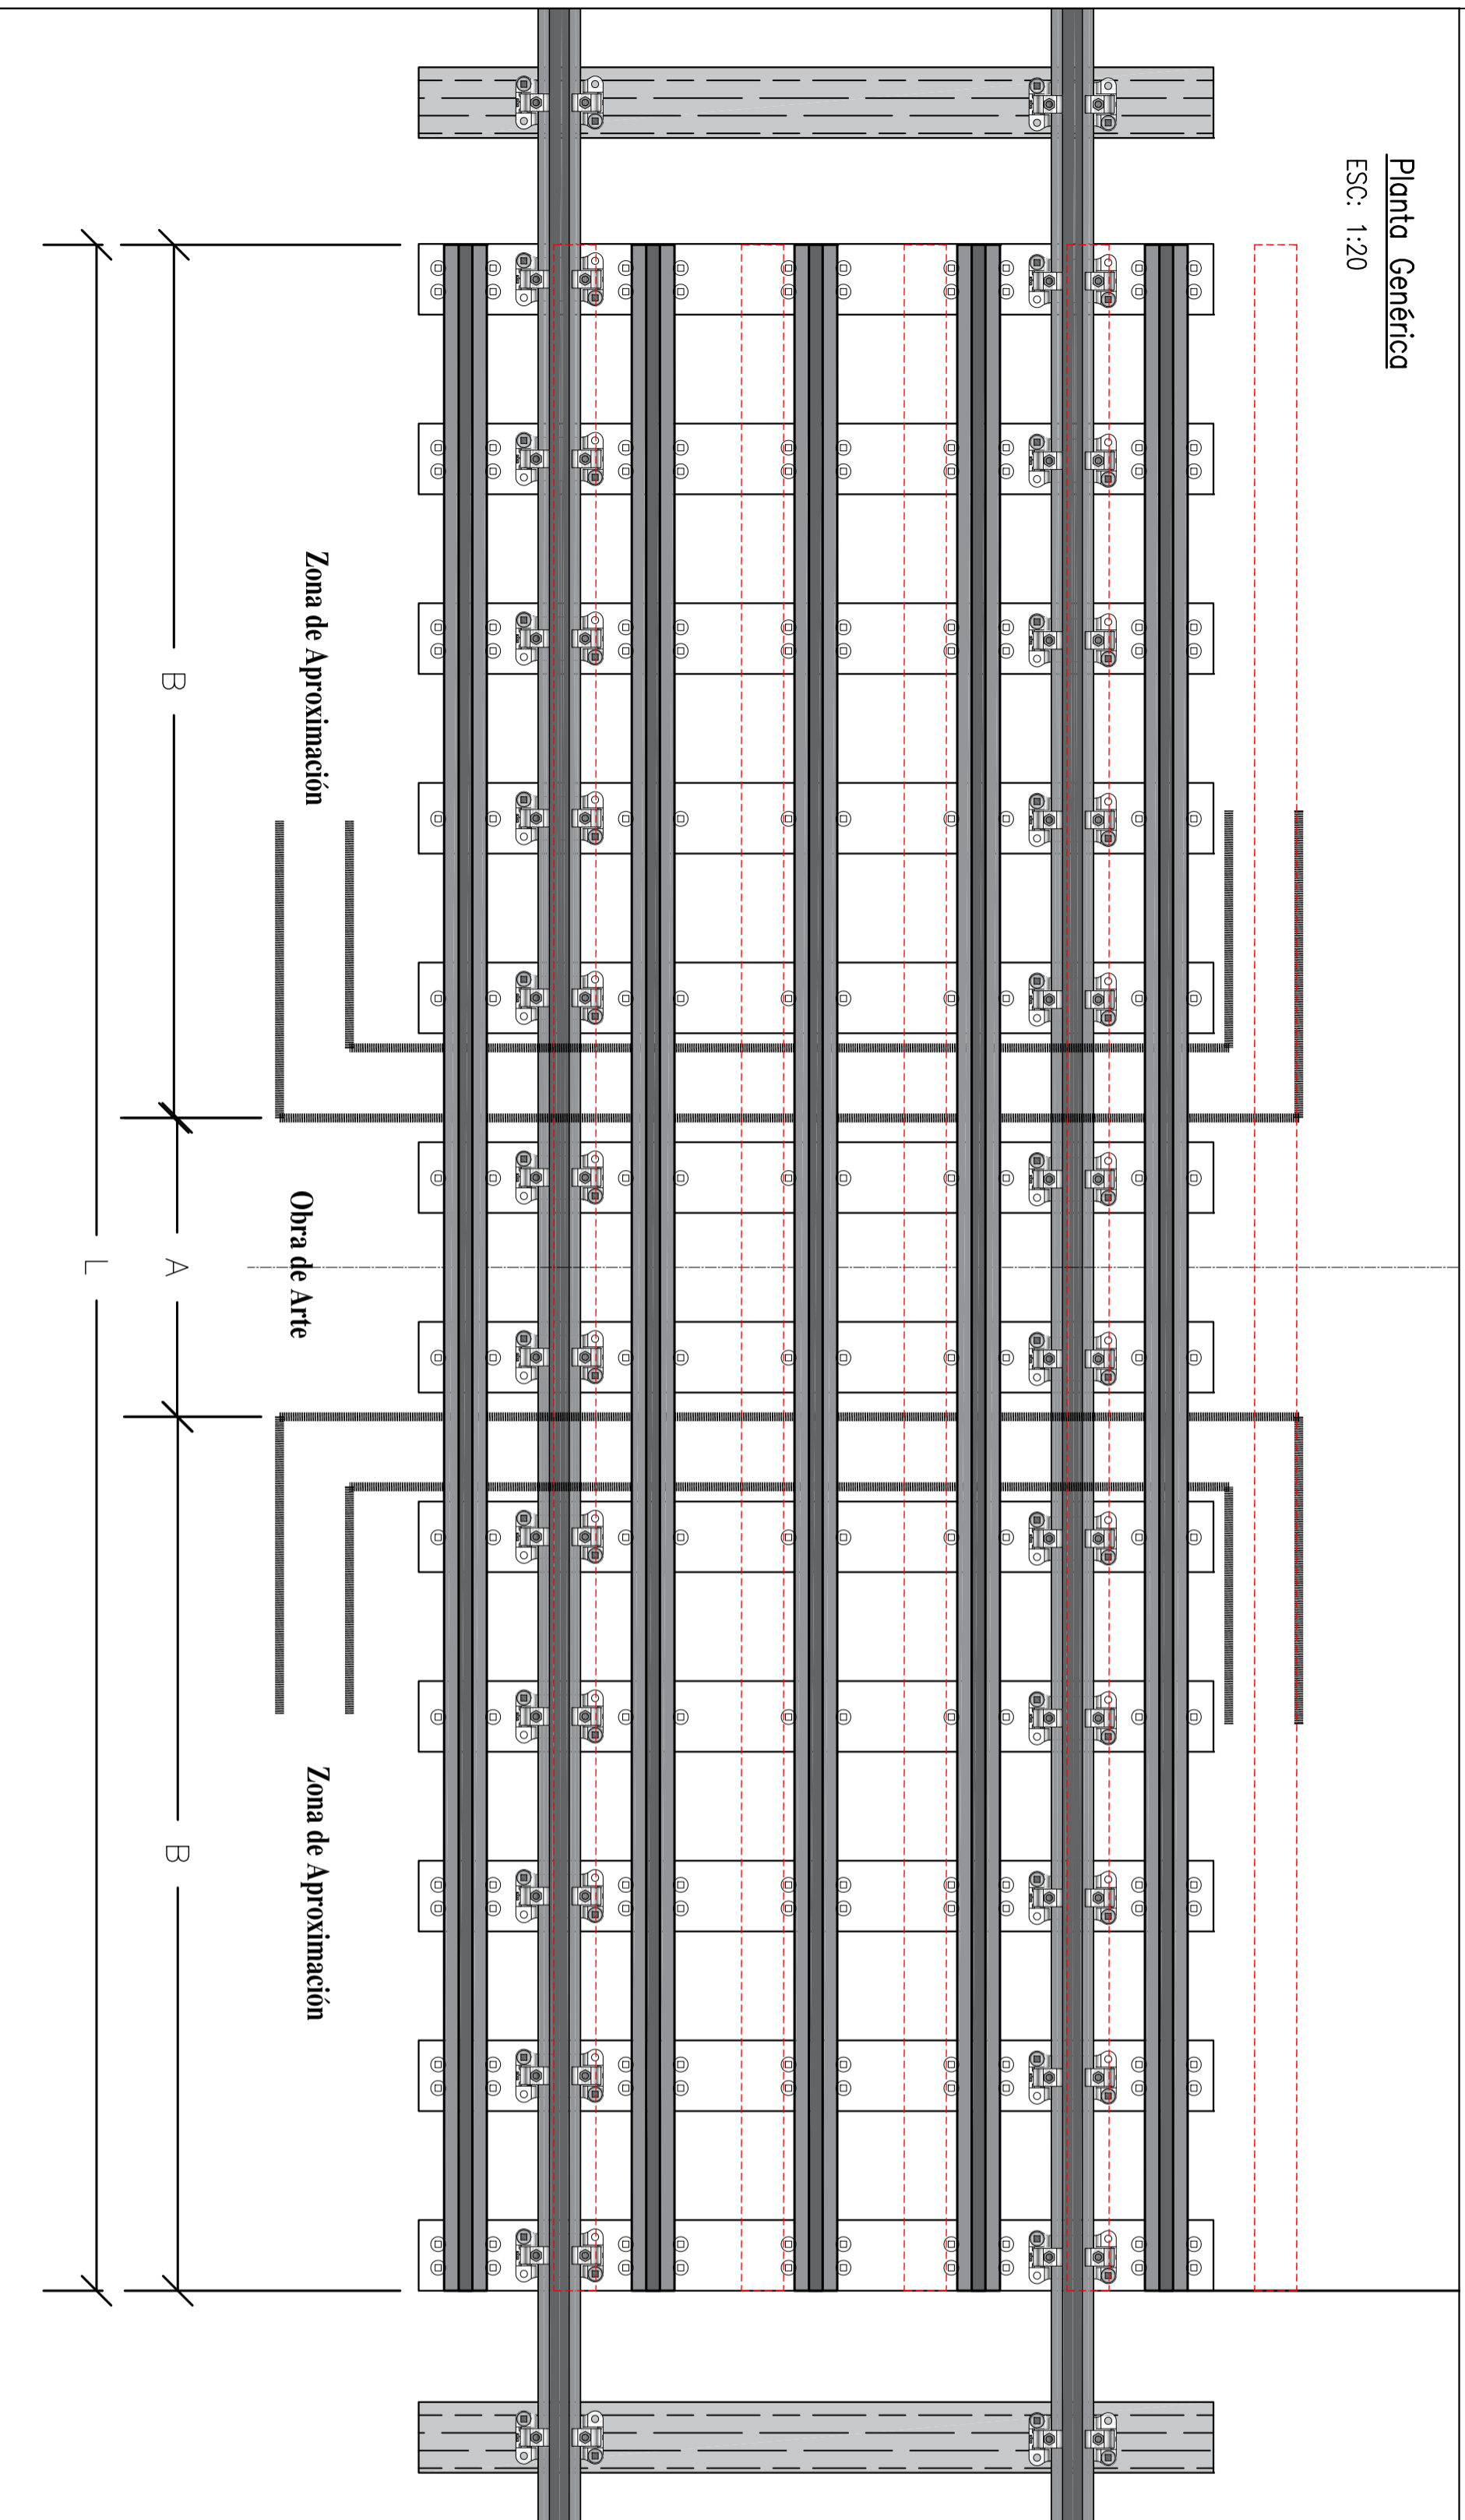 Planta Genérica
ESC: 1:20
Zona de Aproximación
Obra de Arte
Zona de Aproximación
B
A
B
L